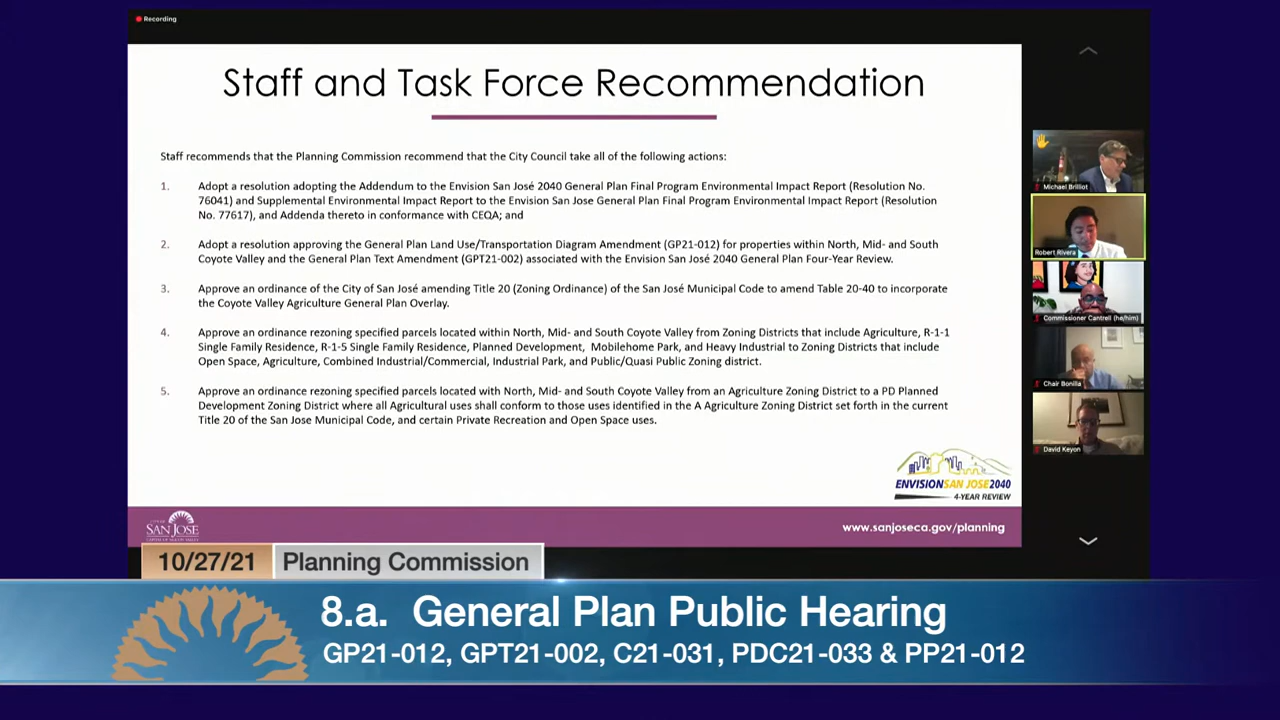 Recording
Staff and Task Force Recommendation
Staff recommends that the Planning Commission recommend that the City Council take all of the following actions:
1. Adopt a resolution adopting the Addendum to the Envision San José 2040 General Plan Final Program Environmental Impact Report (Resolution No.
76041) and Supplemental Environmental Impact Report to the Envision San Jose General Plan Final Program Environmental Impact Report (Resolution
No. 77617), and Addenda thereto in conformance with CEQA; and
2. Adopt a resolution approving the General Plan Land Use/Transportation Diagram Amendment (GP21-012) for properties within North, Mid- and South
Coyote Valley and the General Plan Text Amendment (GPT21-002) associated with the Envision San José 2040 General Plan Four-Year Review.
3. Approve an ordinance of the City of San José amending Title 20 (Zoning Ordinance) of the San José Municipal Code to amend Table 20-40 to incorporate
the Coyote Valley Agriculture General Plan Overlay.
4. Approve an ordinance rezoning specified parcels located within North, Mid- and South Coyote Valley from Zoning Districts that include Agriculture, R-1-1
Single Family Residence, R-1-5 Single Family Residence, Planned Development, Mobilehome Park, and Heavy Industrial to Zoning Districts that include
Open Space, Agriculture, Combined Industrial/Commercial, Industrial Park, and Public/Quasi Public Zoning district.
5. Approve an ordinance rezoning specified parcels located with North, Mid- and South Coyote Valley from an Agriculture Zoning District to a PD Planned
Development Zoning District where all Agricultural uses shall conform to those uses identified in the A Agriculture Zoning District set forth in the current
Title 20 of the San Jose Municipal Code, and certain Private Recreation and Open Space uses.
ENVISION SAN JOSE 2040
4-YEAR REVIEW
CITY OF
SAN JOSE
CAPITAL OF SILICON VALLEY
www.sanjoseca.gov/planning
Michael Brilliot
Robert Rivera
Commissioner Cantrell (he/him)
Chair Bonilla
David Keyon
10/27/21 Planning Commission
8.a. General Plan Public Hearing
GP21-012, GPT21-002, C21-031, PDC21-033 & PP21-012